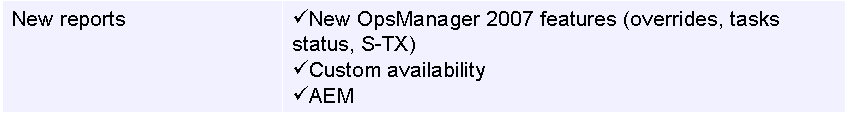 New reports
✓New OpsManager 2007 features (overrides, tasks
status, S-TX)
✓Custom availability
✓AEM